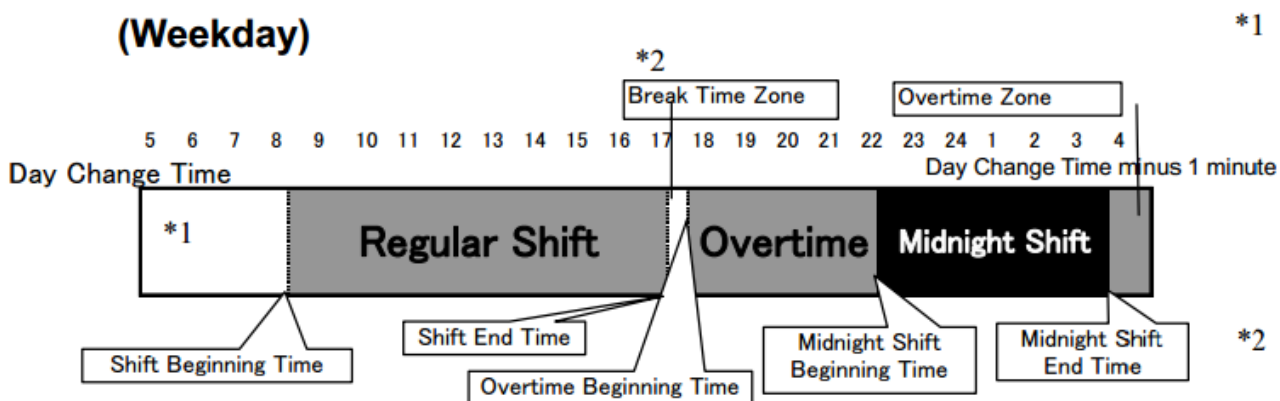 (Weekday)
*1
*2
Break Time Zone
Overtime Zone
5 6 7 8 9 10 11 12 13 14 15 16 17 18 19 20 21 22 23 24 1 2 3 4
Day Change Time
Day Change Time minus 1 minute
*1
Regular Shift
Overtime
Midnight Shift
Shift Beginning Time
Shift End Time
Overtime Beginning Time
Midnight Shift
Beginning Time
Midnight Shift
End Time
*2